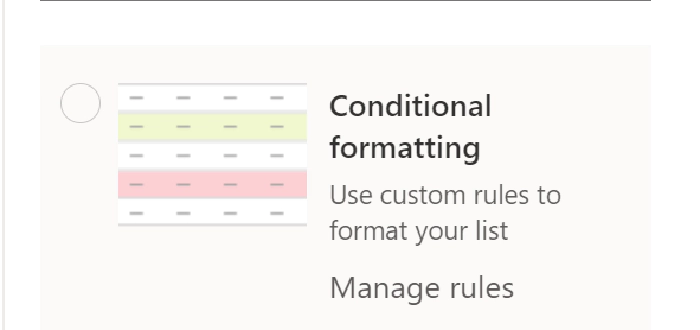 Conditional
formatting
Use custom rules to
format your list
Manage rules